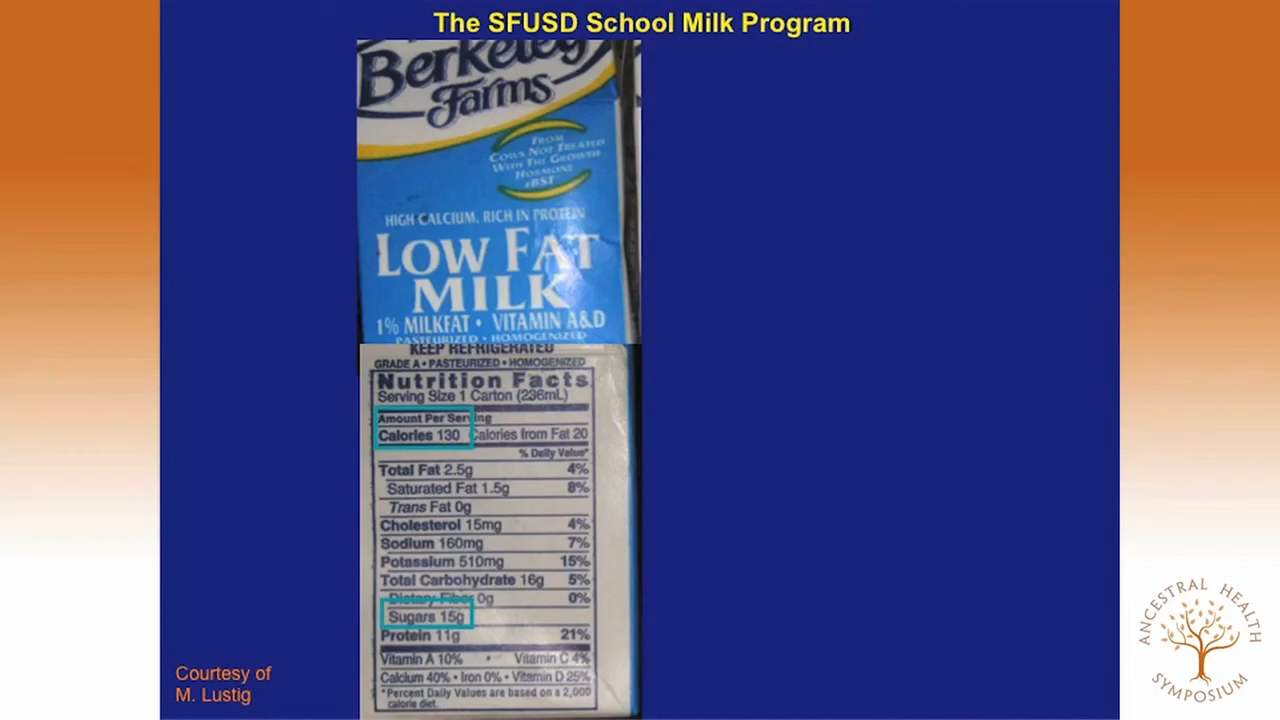 The SFUSD School Milk Program
Berkeley
Farms
FROM
COWS NOT TREATED
WITH THE GROWTH
HORMONE
rBST
HIGH CALCIUM, RICH IN PROTEIN
LOW FAT
MILK
1% MILKFAT • VITAMIN A&D
PASTEURIZED • HOMOGENIZED
KEEP REFRIGERATED
GRADE A • PASTEURIZED • HOMOGENIZED
Nutrition Facts
Serving Size 1 Carton (236mL)
Amount Per Serving
Calories 130 Calories from Fat 20
% Daily Value*
Total Fat 2.5g 4%
Saturated Fat 1.5g 8%
Trans Fat 0g
Cholesterol 15mg 4%
Sodium 160mg 7%
Potassium 510mg 15%
Total Carbohydrate 16g 5%
Dietary Fiber 0g 0%
Sugars 15g
Protein 11g 21%
Vitamin A 10% • Vitamin C 4%
Calcium 40% • Iron 0% • Vitamin D 25%
*Percent Daily Values are based on a 2,000
calorie diet.
Courtesy of
M. Lustig
ANCESTRAL HEALTH
SYMPOSIUM